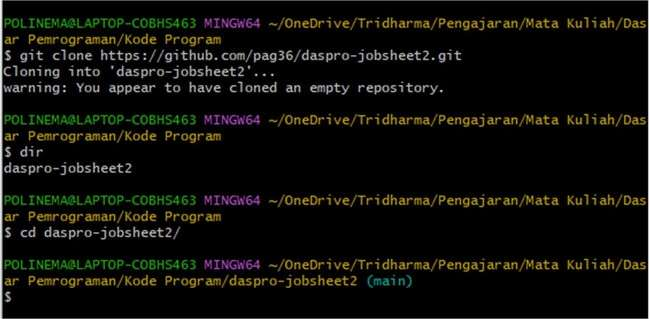 POLINEMA@LAPTOP-COBHS463 MINGW64 ~/OneDrive/Tridharma/Pengajaran/Mata Kuliah/Das
ar Pemrograman/Kode Program
$ git clone https://github.com/pag36/daspro-jobsheet2.git
Cloning into 'daspro-jobsheet2'...
warning: You appear to have cloned an empty repository.
POLINEMA@LAPTOP-COBHS463 MINGW64 ~/OneDrive/Tridharma/Pengajaran/Mata Kuliah/Das
ar Pemrograman/Kode Program
$ dir
daspro-jobsheet2
POLINEMA@LAPTOP-COBHS463 MINGW64 ~/OneDrive/Tridharma/Pengajaran/Mata Kuliah/Das
ar Pemrograman/Kode Program
$ cd daspro-jobsheet2/
POLINEMA@LAPTOP-COBHS463 MINGW64 ~/OneDrive/Tridharma/Pengajaran/Mata Kuliah/Das
ar Pemrograman/Kode Program/daspro-jobsheet2 (main)
$